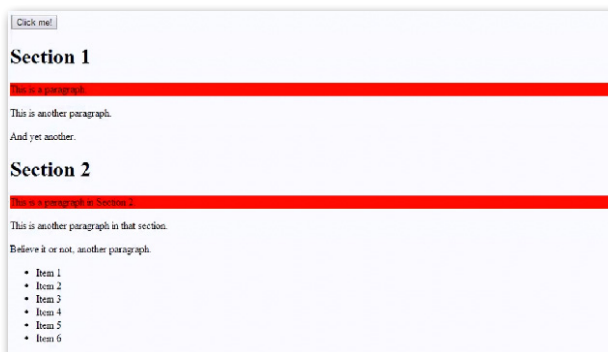 Click me!
Section 1
This is a paragraph.
This is another paragraph.
And yet another.
Section 2
This is a paragraph in Section 2.
This is another paragraph in that section.
Believe it or not, another paragraph.
• Item 1
• Item 2
• Item 3
• Item 4
• Item 5
• Item 6